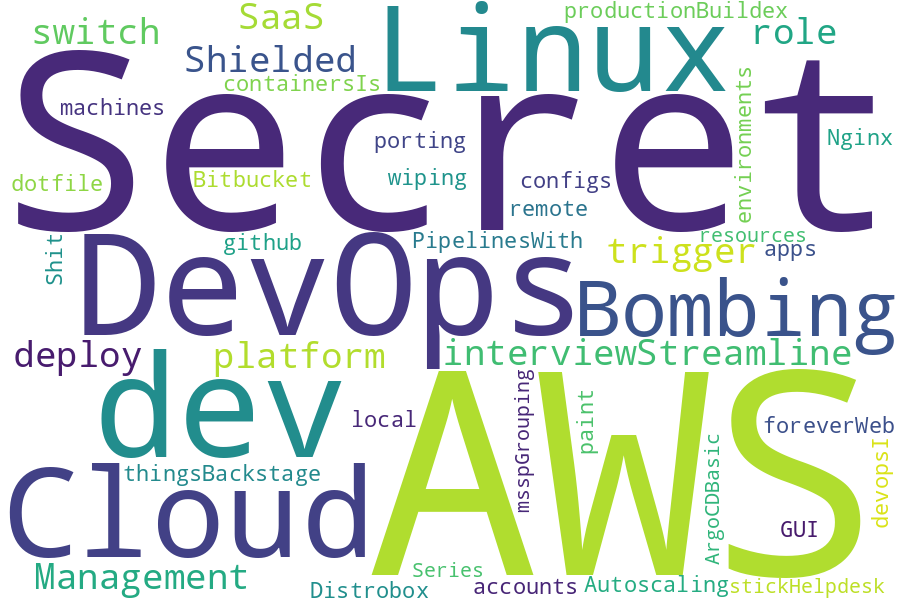 productionBuildex
SaaS
switch
Linux
role
Shielded
containersIs
Secret
machines
environments
porting
Nginx
dotfile
Bitbucket
wiping
configs
remote
resources
Shit
github
PipelinesWith
trigger
apps
DevOps
Bombing
deploy
platform
interviewStreamline
dev
AWS
msspGrouping
paint
local
foreverWeb
ArgoCDBasic
devopsI
Cloud
thingsBackstage
GUI
Management
Series
Distrobox
accounts
Autoscaling
stickHelpdesk